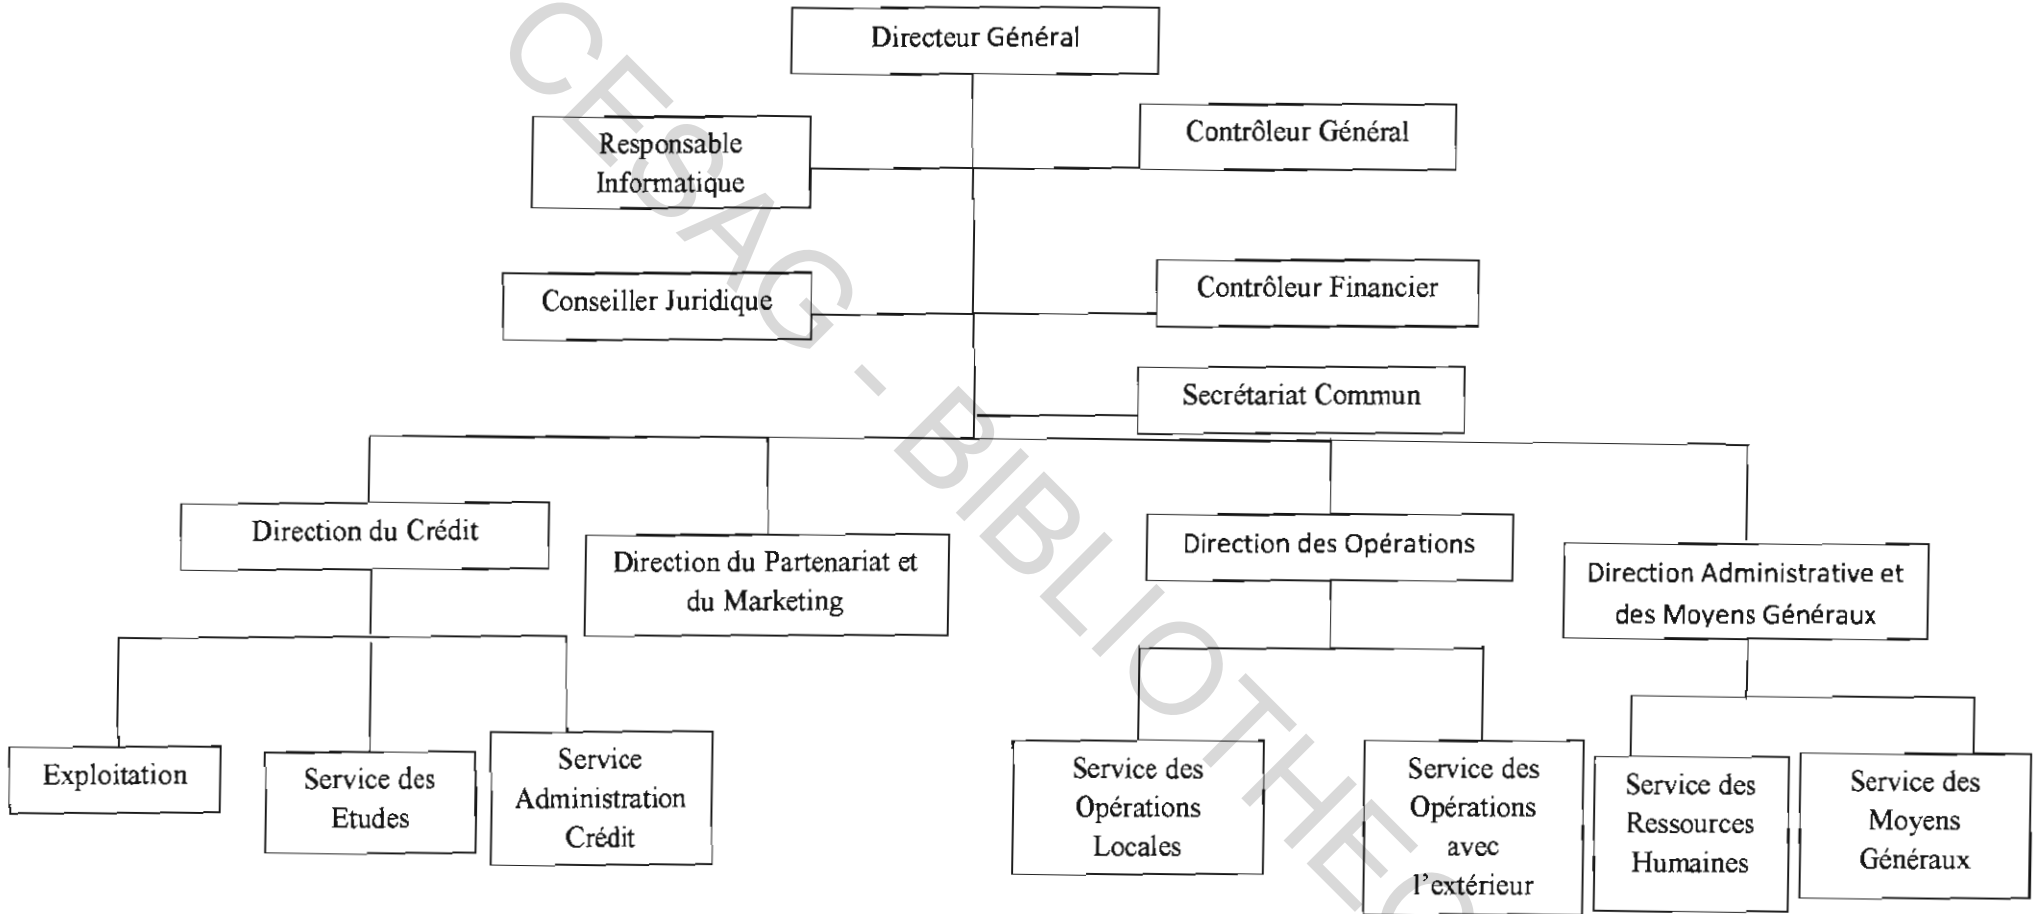 Directeur Général
Contrôleur Général
Responsable
Informatique
Conseiller Juridique
Contrôleur Financier
Secrétariat Commun
Direction du Crédit
Direction du Partenariat et
du Marketing
Direction des Opérations
Direction Administrative et
des Moyens Généraux
Exploitation
Service des
Etudes
Service
Administration
Crédit
Service des
Opérations
Locales
Service des
Opérations
avec
l'extérieur
Service des
Ressources
Humaines
Service des
Moyens
Généraux
CESAG - BIBLIOTHEQ